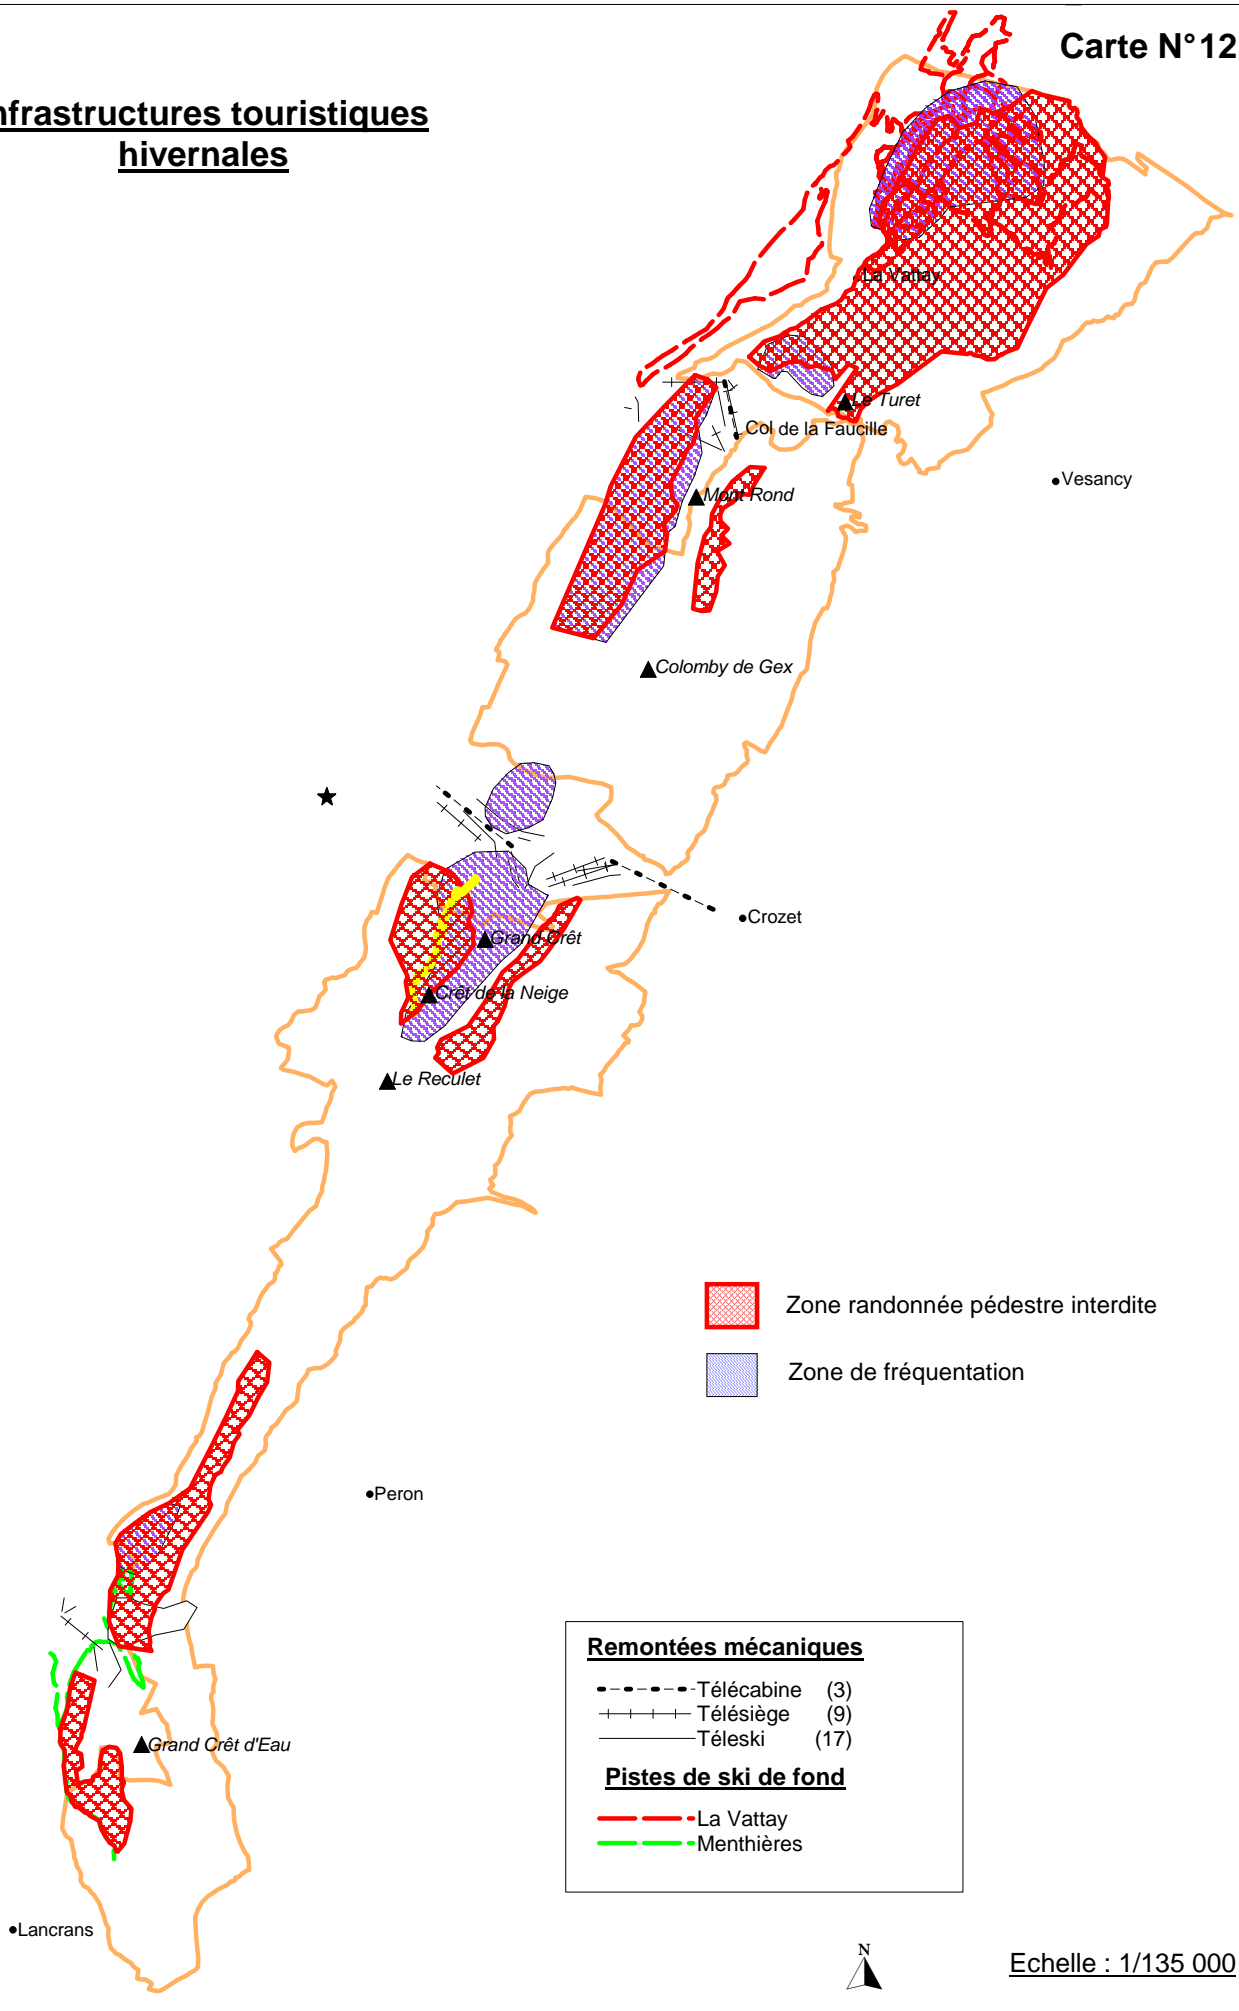 Carte N°12
nfrastructures touristiques
hivernales
La Vattay
Le Turet
Col de la Faucille
Vesancy
Mont Rond
Colomby de Gex
Crozet
Grand Crêt
Crêt de la Neige
Le Reculet
Zone randonnée pédestre interdite
Zone de fréquentation
Peron
Remontées mécaniques
Télécabine (3)
Télésiège (9)
Téleski (17)
Pistes de ski de fond
La Vattay
Menthières
Grand Crêt d'Eau
Lancrans
N
Echelle : 1/135 000